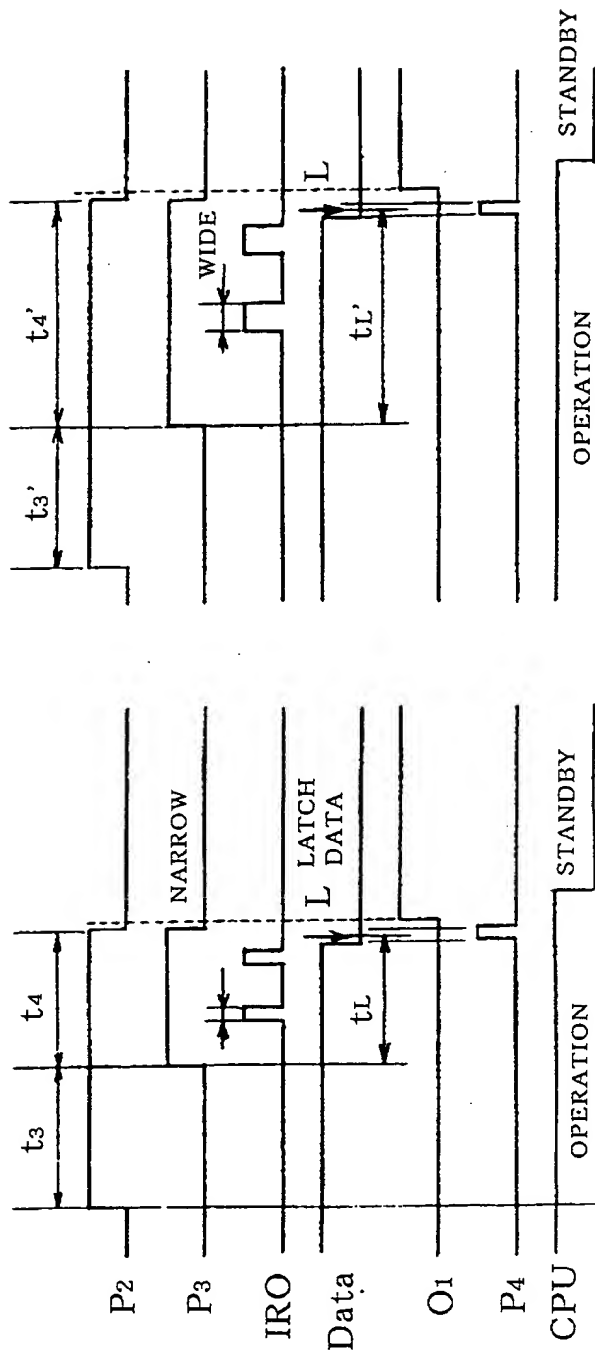 t3
t4
t3'
t4'
P2
P3
NARROW
WIDE
IRO
Data
L
LATCH
DATA
L
tL
tL'
O1
P4
CPU
OPERATION
STANDBY
OPERATION
STANDBY